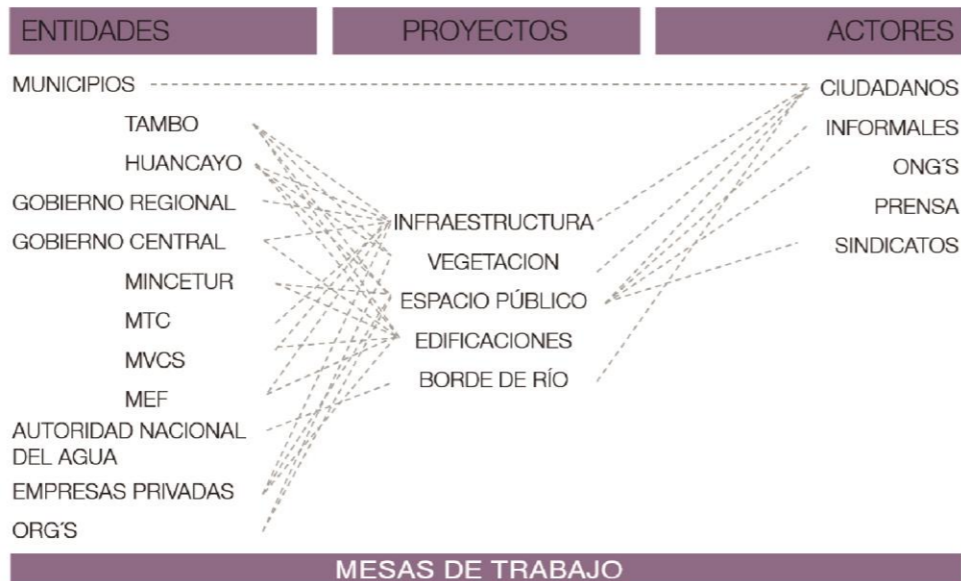 ENTIDADES
MUNICIPIOS
TAMBO
HUANCAYO
GOBIERNO REGIONAL
GOBIERNO CENTRAL
MINCETUR
MTC
MVCS
MEF
AUTORIDAD NACIONAL
DEL AGUA
EMPRESAS PRIVADAS
ORG´S
PROYECTOS
INFRAESTRUCTURA
VEGETACION
ESPACIO PÚBLICO
EDIFICACIONES
BORDE DE RÍO
ACTORES
CIUDADANOS
INFORMALES
ONG´S
PRENSA
SINDICATOS
MESAS DE TRABAJO